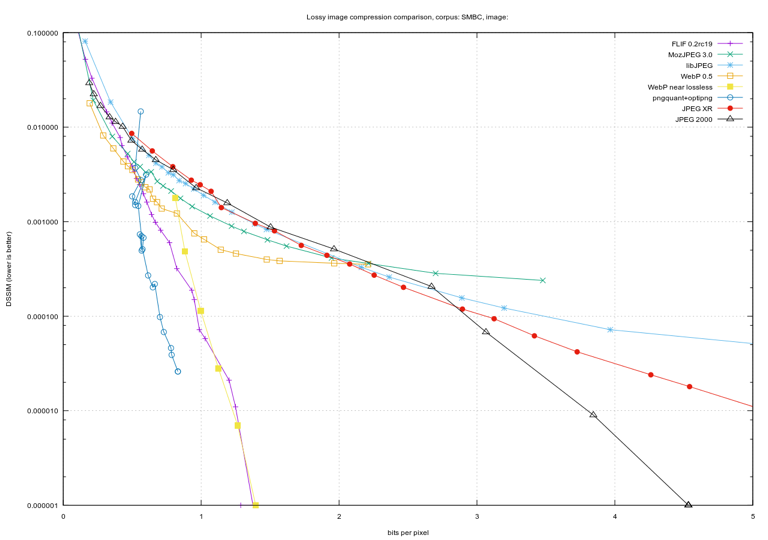 Lossy image compression comparison, corpus: SMBC, image:
0.100000
0.010000
0.001000
0.000100
0.000010
0.000001
DSSIM (lower is better)
FLIF 0.2rc19
MozJPEG 3.0
libJPEG
WebP 0.5
WebP near lossless
pngquant+optipng
JPEG XR
JPEG 2000
0 1 2 3 4 5
bits per pixel